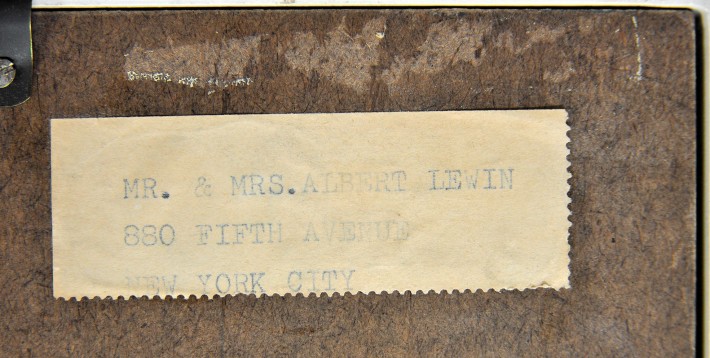 MR. & MRS. ALBERT LEWIN
880 FIFTH AVENUE
NEW YORK CITY